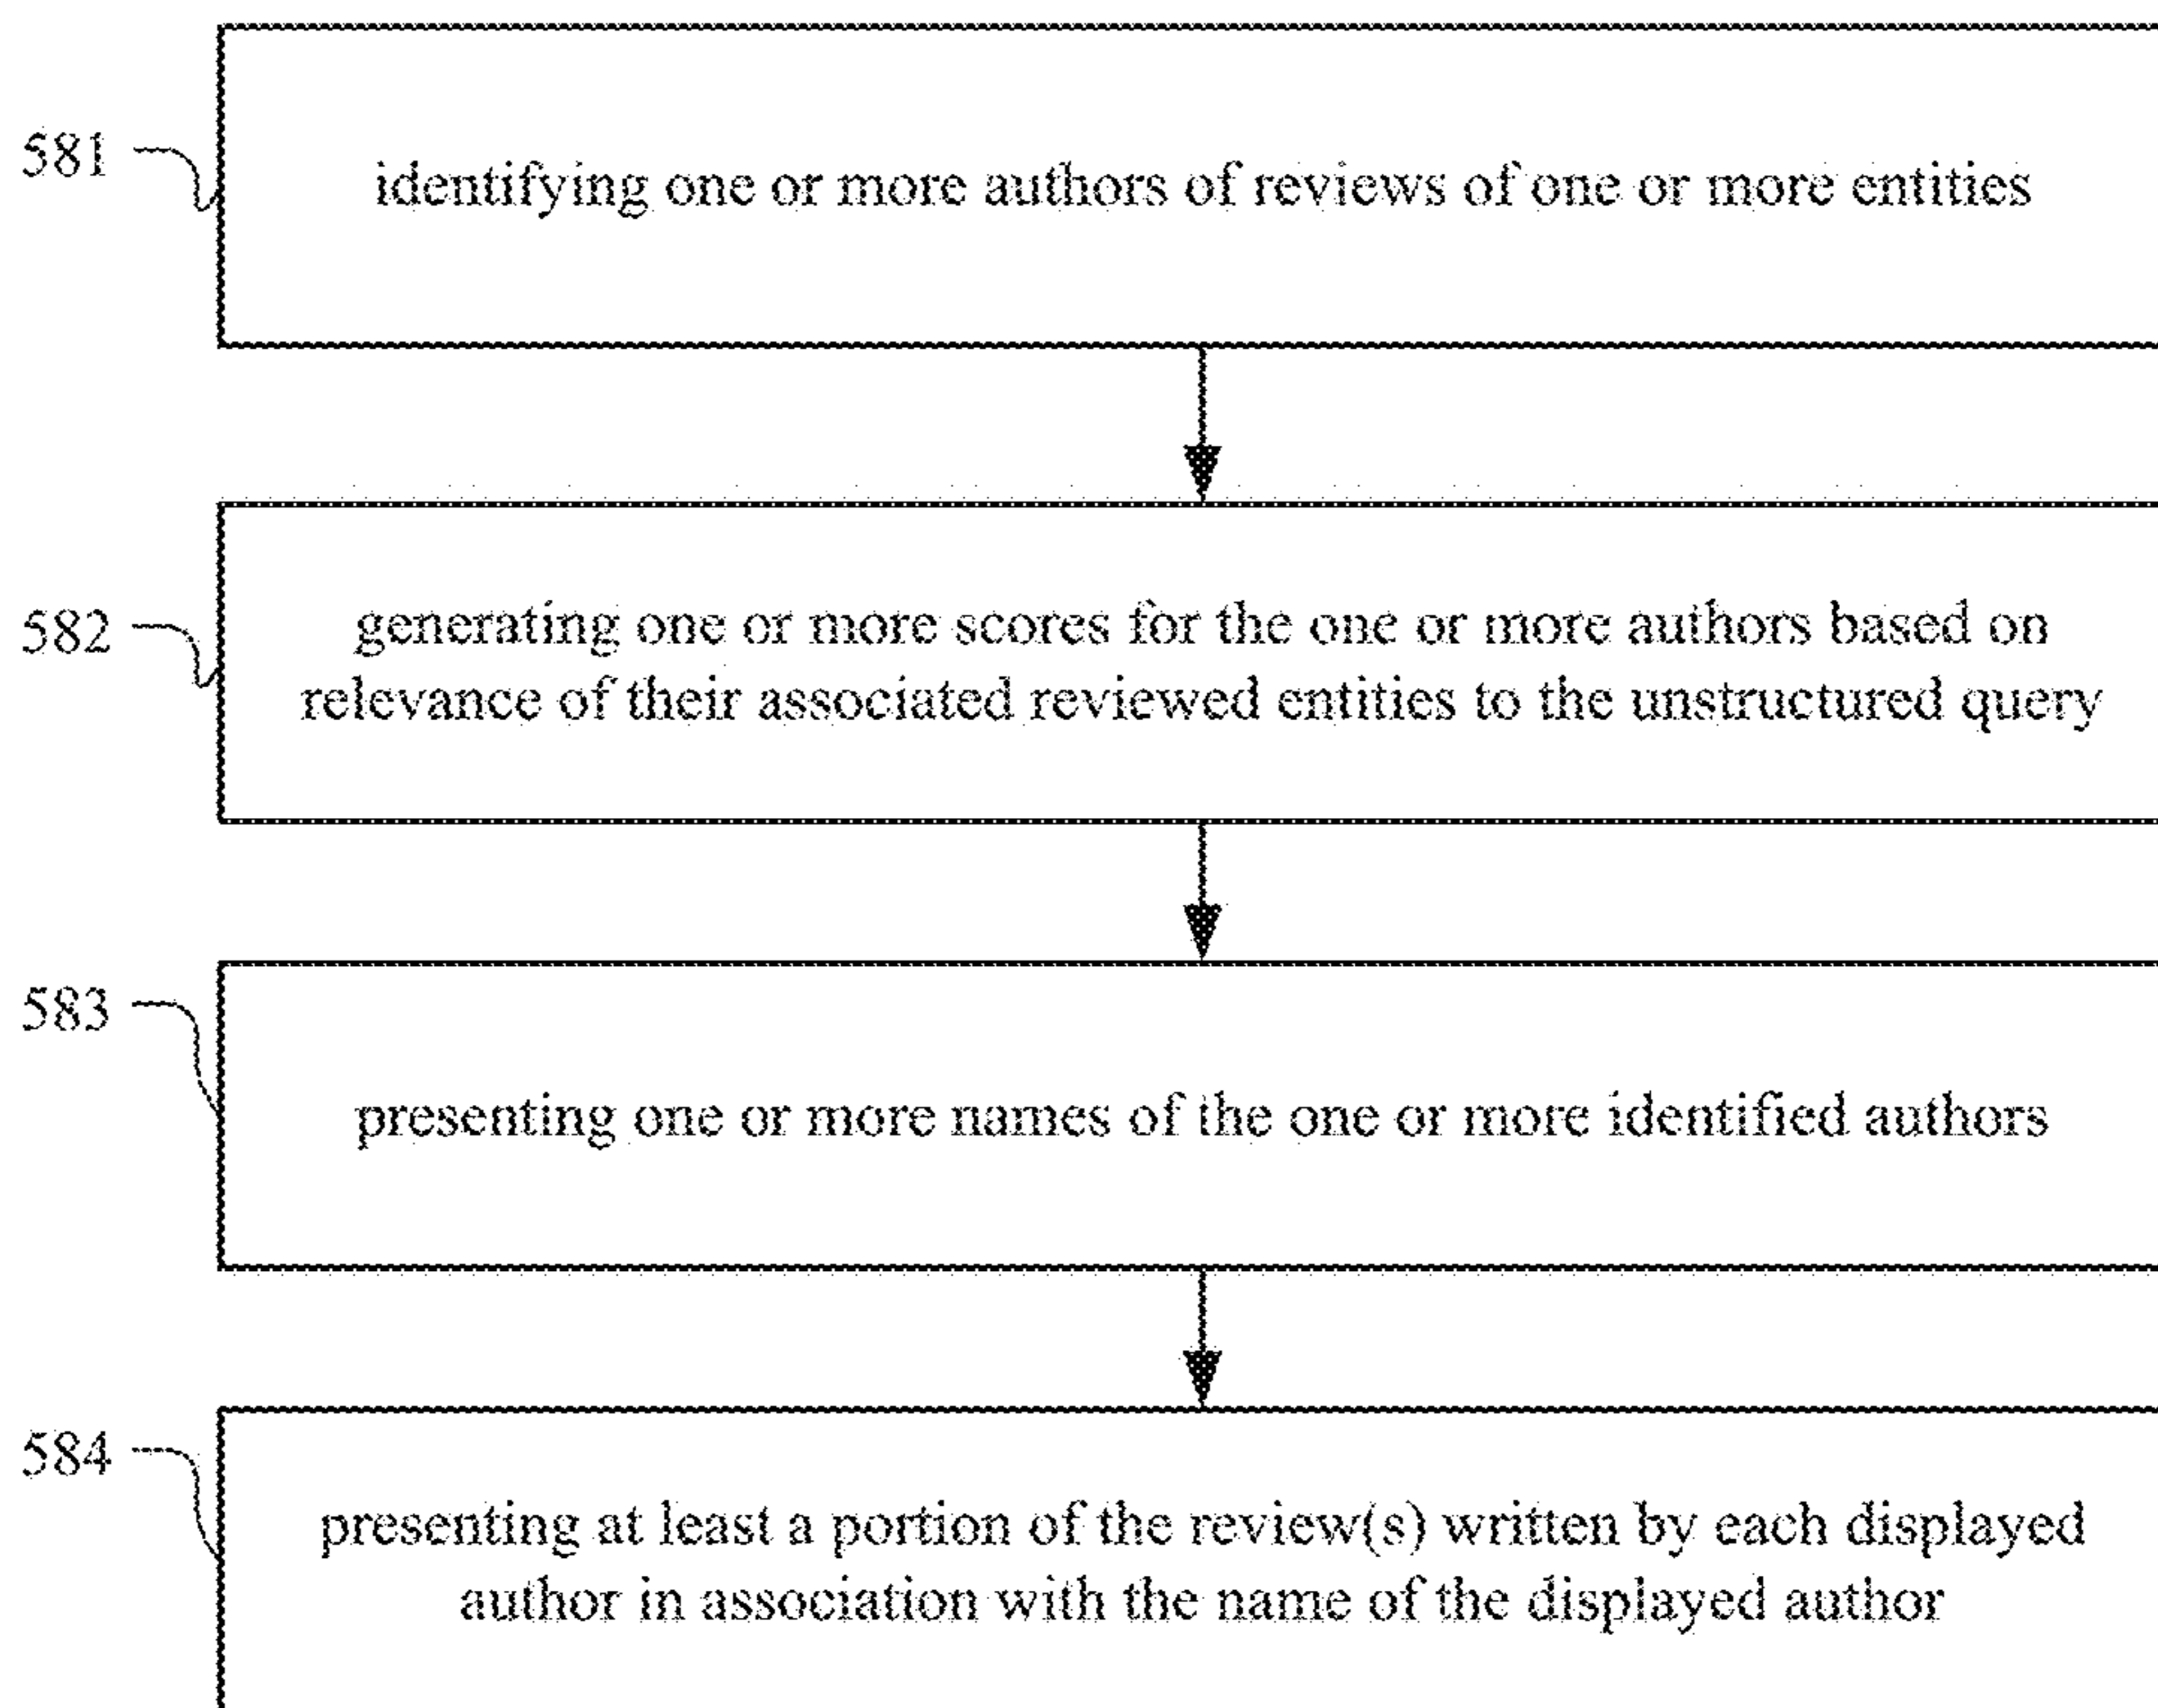 581
identifying one or more authors of reviews of one or more entities
582
generating one or more scores for the one or more authors based on
relevance of their associated reviewed entities to the unstructured query
583
presenting one or more names of the one or more identified authors
584
presenting at least a portion of the review(s) written by each displayed
author in association with the name of the displayed author